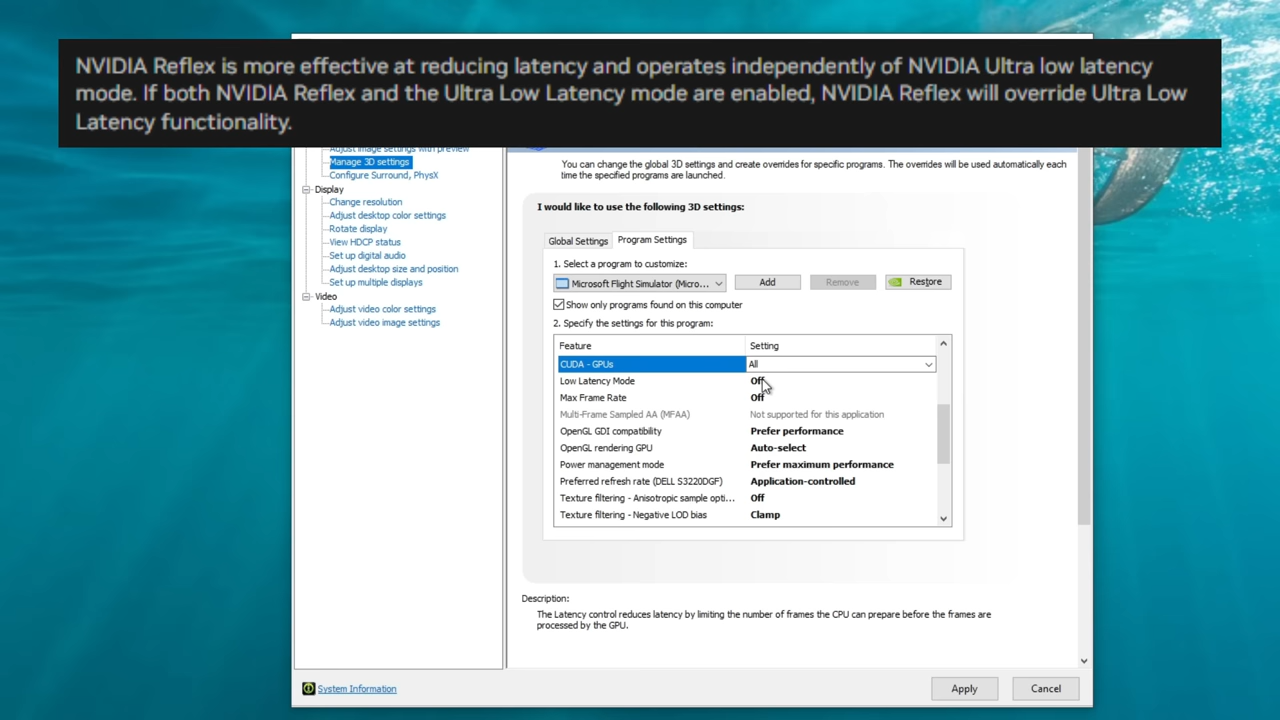 NVIDIA Reflex is more effective at reducing latency and operates independently of NVIDIA Ultra low latency
mode. If both NVIDIA Reflex and the Ultra Low Latency mode are enabled, NVIDIA Reflex will override Ultra Low
Latency functionality.
Adjust image settings with preview
Manage 3D settings
Configure Surround, PhysX
Display
Change resolution
Adjust desktop color settings
Rotate display
View HDCP status
Set up digital audio
Adjust desktop size and position
Set up multiple displays
Video
Adjust video color settings
Adjust video image settings
You can change the global 3D settings and create overrides for specific programs. The overrides will be used automatically each
time the specified programs are launched.
I would like to use the following 3D settings:
Global Settings Program Settings
1. Select a program to customize:
Microsoft Flight Simulator (Micro... Add Remove Restore
Show only programs found on this computer
2. Specify the settings for this program:
Feature Setting
CUDA - GPUs All
Low Latency Mode Off
Max Frame Rate Off
Multi-Frame Sampled AA (MFAA) Not supported for this application
OpenGL GDI compatibility Prefer performance
OpenGL rendering GPU Auto-select
Power management mode Prefer maximum performance
Preferred refresh rate (DELL S3220DGF) Application-controlled
Texture filtering - Anisotropic sample opti... Off
Texture filtering - Negative LOD bias Clamp
Description:
The Latency control reduces latency by limiting the number of frames the CPU can prepare before the frames are
processed by the GPU.
System Information Apply Cancel